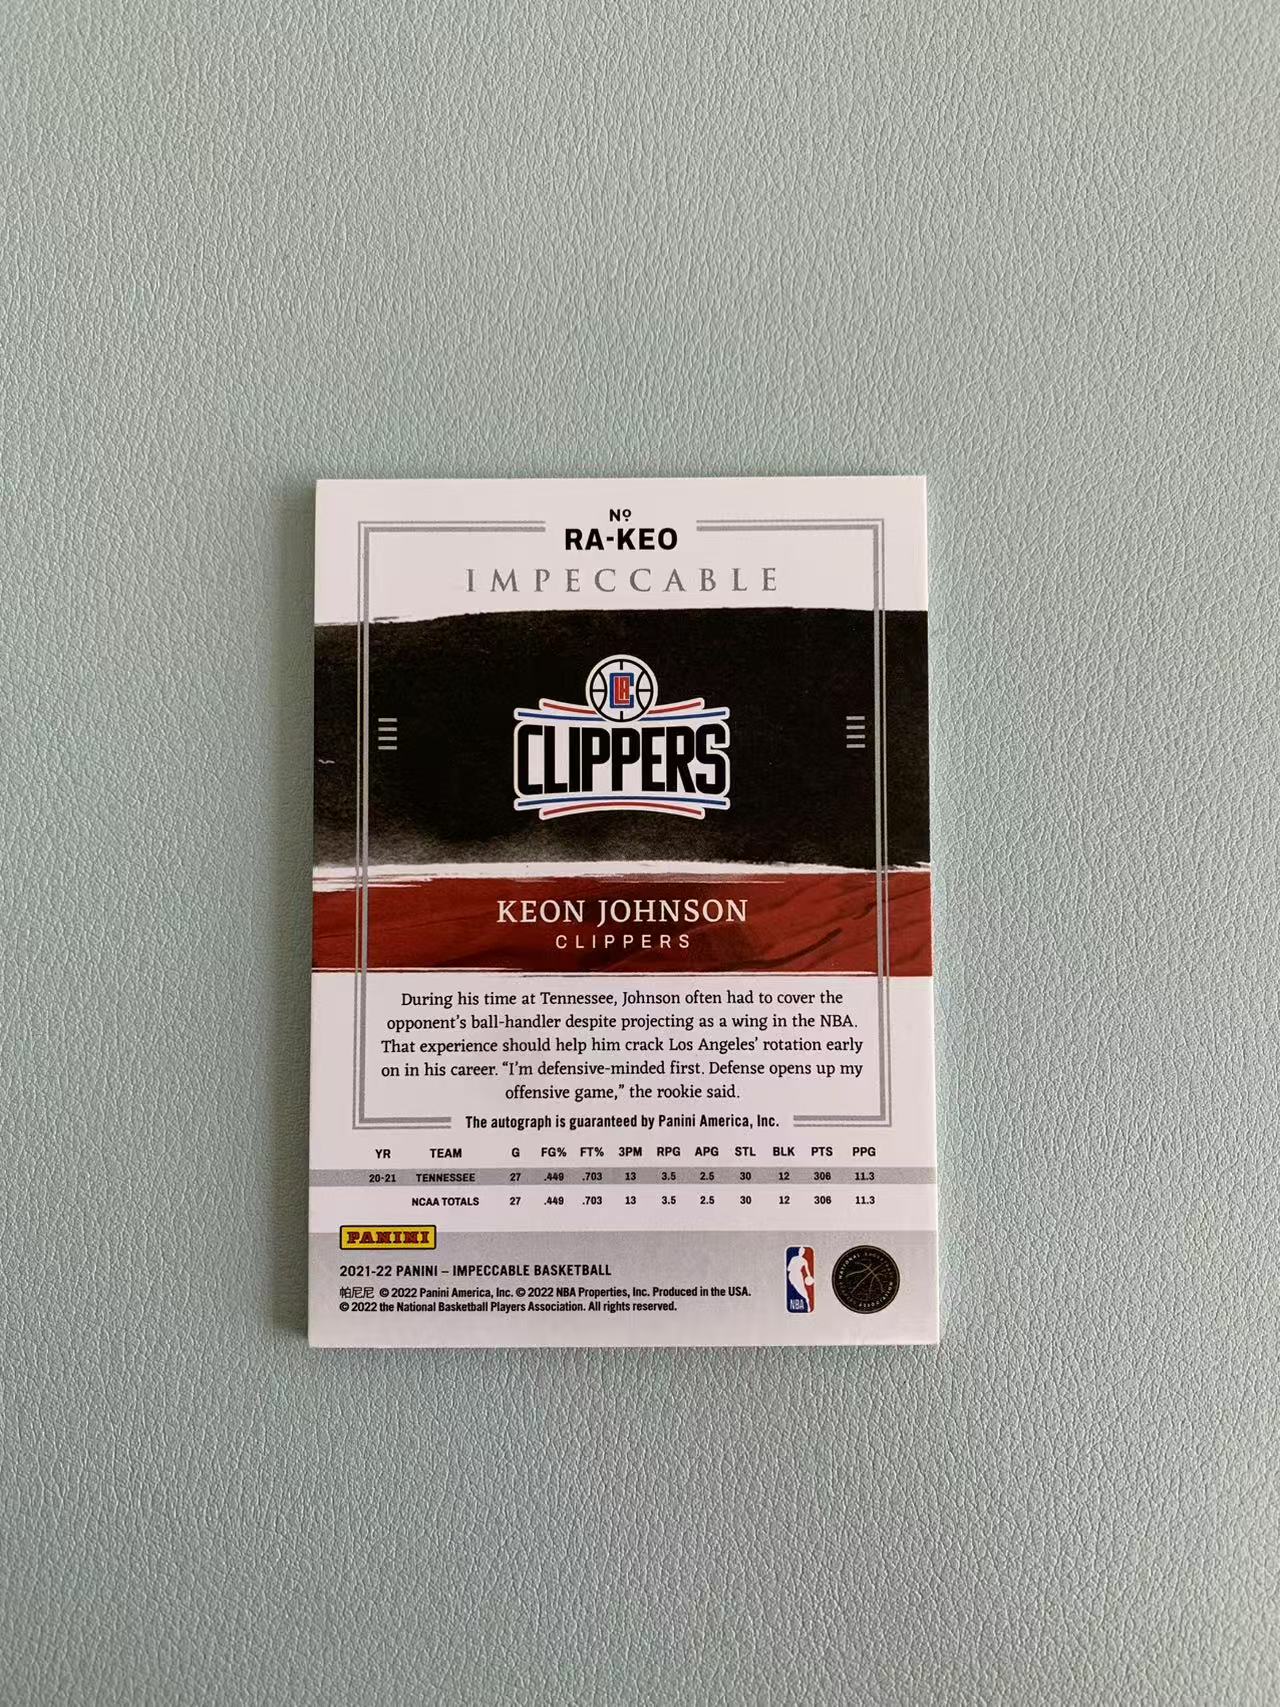 Nº
RA-KEO
IMPECCABLE
LAC
CLIPPERS
KEON JOHNSON
CLIPPERS
During his time at Tennessee, Johnson often had to cover the
opponent's ball-handler despite projecting as a wing in the NBA.
That experience should help him crack Los Angeles' rotation early
on in his career. “I'm defensive-minded first. Defense opens up my
offensive game,” the rookie said.
The autograph is guaranteed by Panini America, Inc.
YR TEAM G FG% FT% 3PM RPG APG STL BLK PTS PPG
20-21 TENNESSEE 27 .449 .703 13 3.5 2.5 30 12 306 11.3
NCAA TOTALS 27 .449 .703 13 3.5 2.5 30 12 306 11.3
PANINI
2021-22 PANINI – IMPECCABLE BASKETBALL
帕尼尼 © 2022 Panini America, Inc. © 2022 NBA Properties, Inc. Produced in the USA.
© 2022 the National Basketball Players Association. All rights reserved.
NBA
NATIONAL BASKETBALL
PLAYERS ASSOCIATION